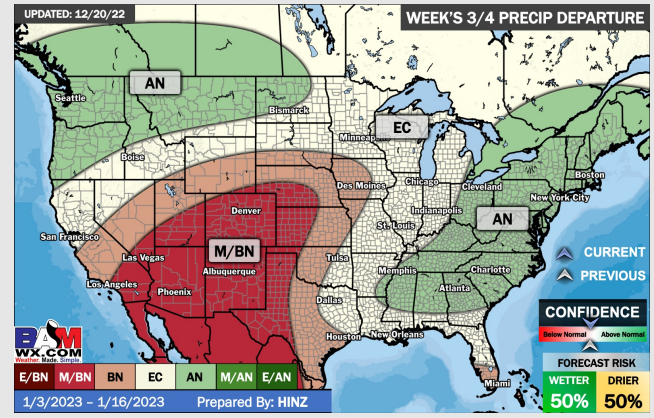 UPDATED: 12/20/22
WEEK'S 3/4 PRECIP DEPARTURE
AN
Seattle
Bismarck
EC
Minneap
Boise
Boston
Des Moines
Chicago
Cleveland
New York City
Denver
Indianapolis
AN
San Francisco
St. Louis
M/BN
CURRENT
Las Vegas
Tulsa
Albuquerque
Memphis
Charlotte
PREVIOUS
Los Angeles
Phoenix
Atlanta
Dallas
CONFIDENCE
BAM
Houston
New Orleans
Below Normal
Above Normal
WX.COM
Weather. Made. Simple.
FORECAST RISK
E/BN M/BN BN EC AN M/AN E/AN
Miami
WETTER DRIER
1/3/2023 – 1/16/2023 Prepared By: HINZ
50% 50%